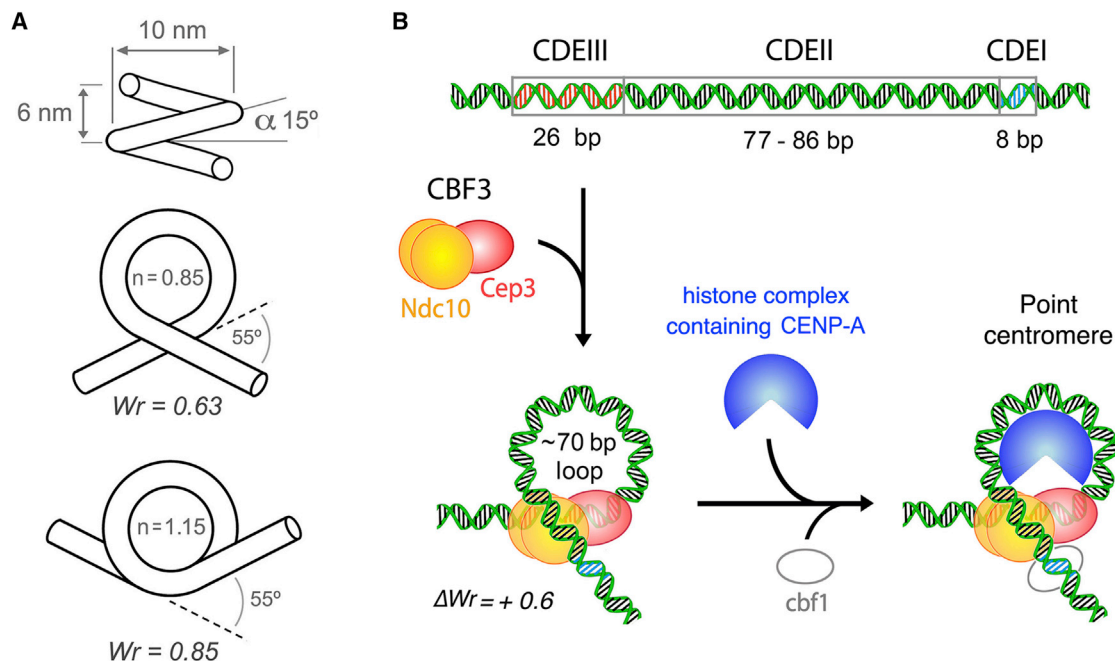 A
10 nm
6 nm
α 15º
n = 0.85
55º
Wr = 0.63
n = 1.15
55º
Wr = 0.85
B
CDEIII
CDEII
CDEI
26 bp
77 - 86 bp
8 bp
CBF3
Cep3
Ndc10
histone complex
containing CENP-A
Point
centromere
~70 bp
loop
ΔWr = + 0.6
cbf1